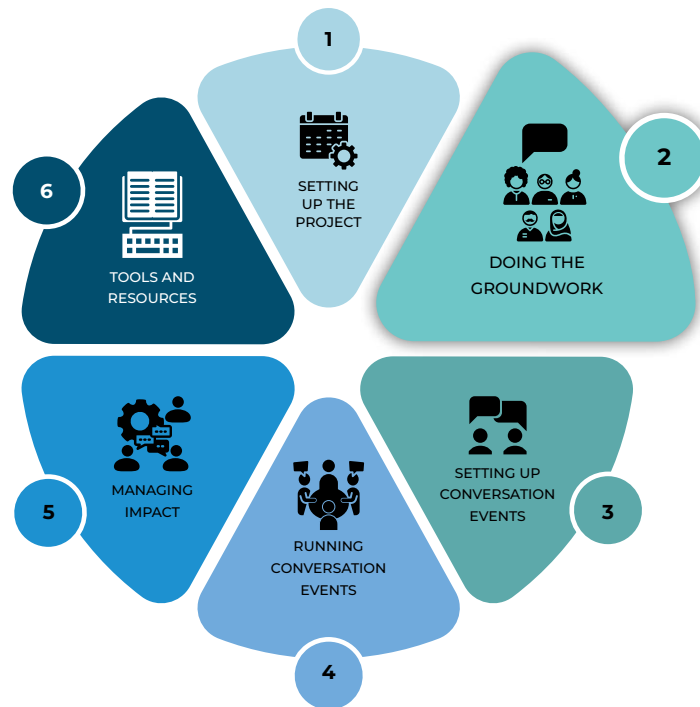 1
SETTING
UP THE
PROJECT
2
DOING THE
GROUNDWORK
3
SETTING UP
CONVERSATION
EVENTS
4
RUNNING
CONVERSATION
EVENTS
5
MANAGING
IMPACT
6
TOOLS AND
RESOURCES